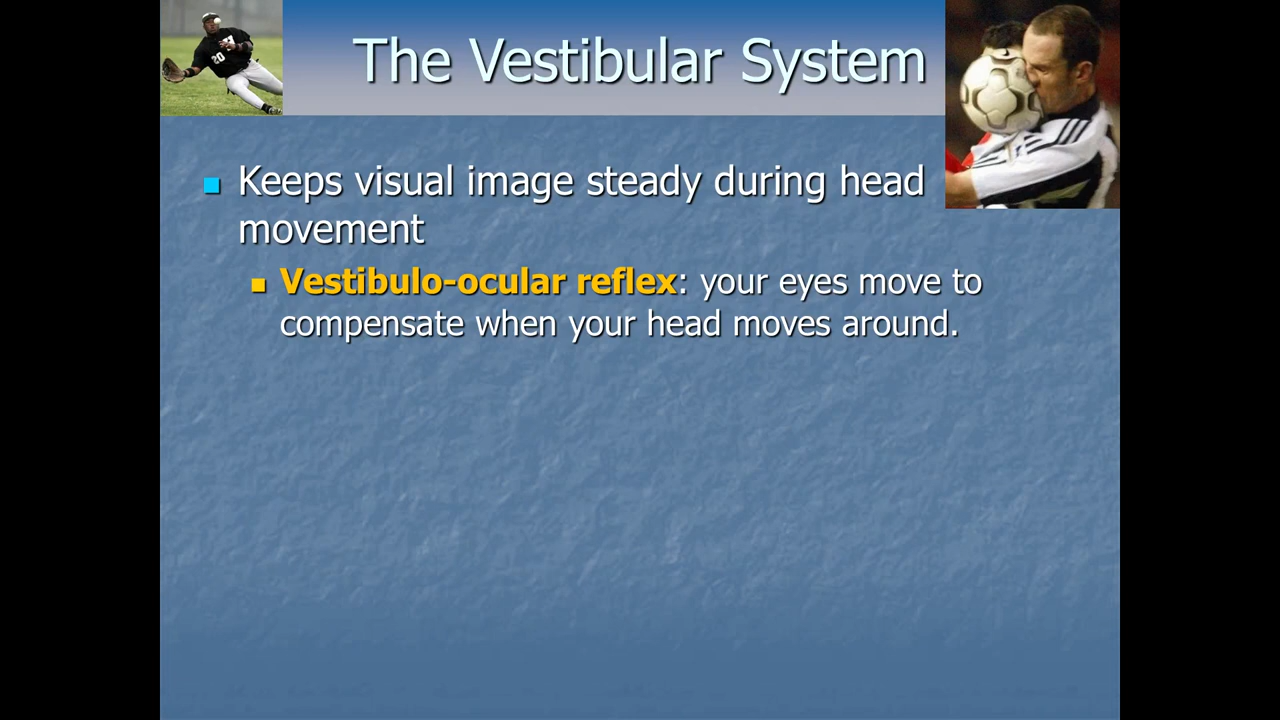 The Vestibular System
Keeps visual image steady during head
movement
Vestibulo-ocular reflex: your eyes move to
compensate when your head moves around.
20